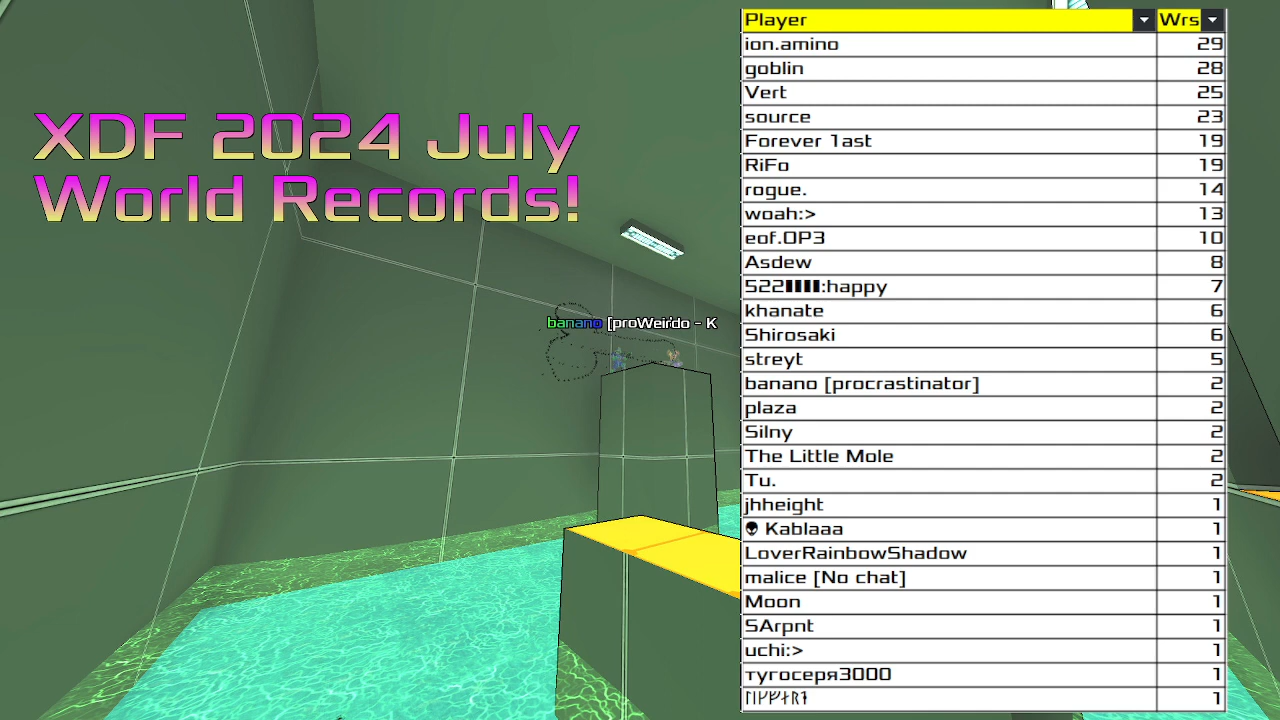 XDF 2024 July
World Records!
banano [proWeirdo - K
Player Wrs
ion.amino 29
goblin 28
Vert 25
source 23
Forever 1ast 19
RiFo 19
rogue. 14
woah:> 13
eof.OP3 10
Asdew 8
522▮▮▮▮:happy 7
khanate 6
Shirosaki 6
streyt 5
banano [procrastinator] 2
plaza 2
Silny 2
The Little Mole 2
Tu. 2
jhheight 1
👽 Kablaaa 1
LoverRainbowShadow 1
malice [No chat] 1
Moon 1
SArpnt 1
uchi:> 1
тугосеря3000 1
1